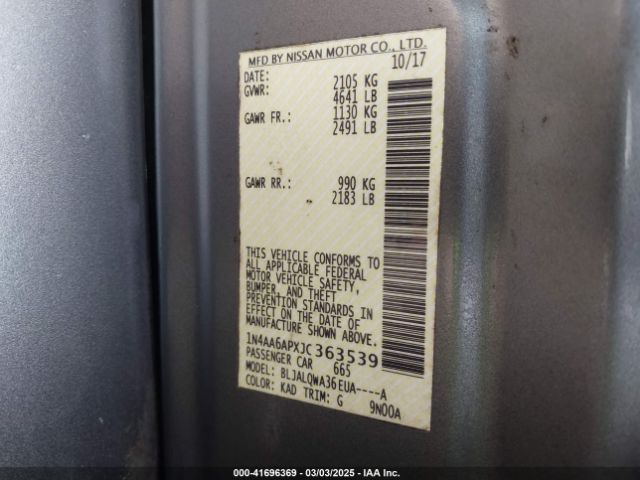 MFD BY NISSAN MOTOR CO., LTD.
DATE: 10/17
GVWR: 2105 KG
4641 LB
GAWR FR.: 1130 KG
2491 LB
GAWR RR.: 990 KG
2183 LB
THIS VEHICLE CONFORMS TO
ALL APPLICABLE FEDERAL
MOTOR VEHICLE SAFETY,
BUMPER, AND THEFT
PREVENTION STANDARDS IN
EFFECT ON THE DATE OF
MANUFACTURE SHOWN ABOVE.
1N4AA6APXJC363539
PASSENGER CAR 665
MODEL: BLJALQWA36EUA----A
COLOR: KAD TRIM: G 9N00A
000-41696369 | 03/03/2025 — IAA Inc. |